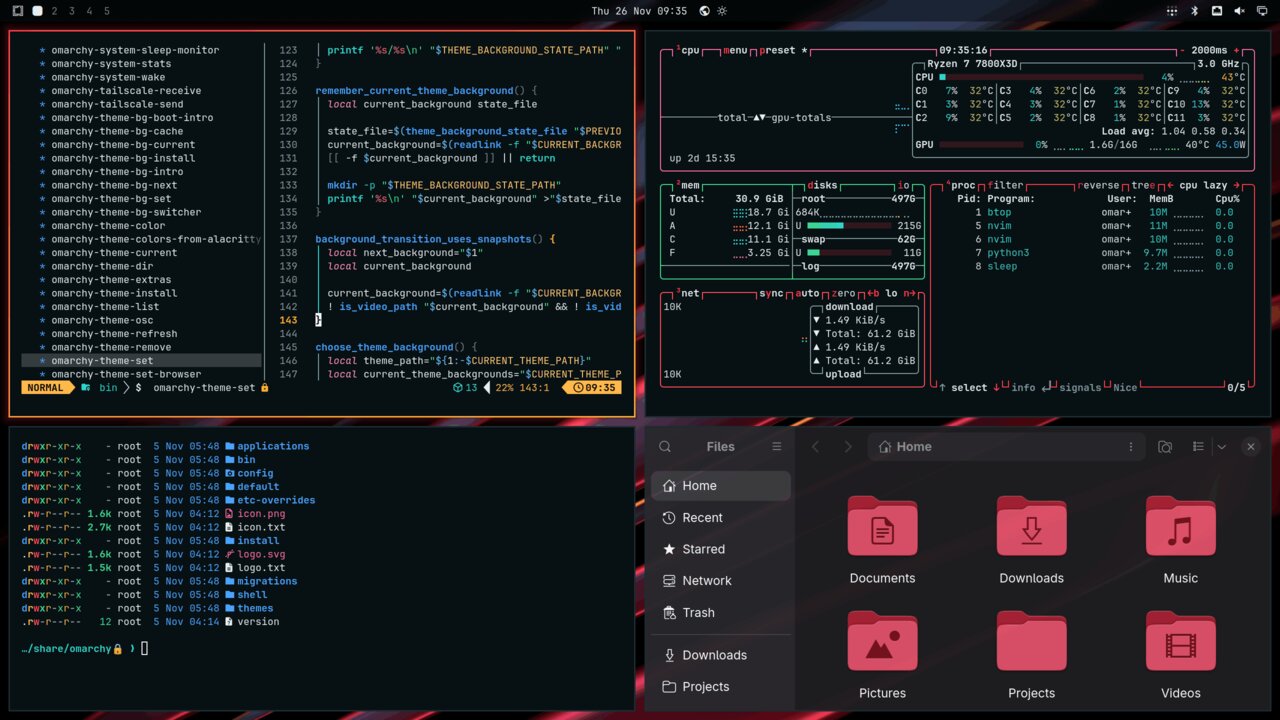 2 3 4 5
Thu 26 Nov 09:35
* omarchy-system-sleep-monitor
* omarchy-system-stats
* omarchy-system-wake
* omarchy-tailscale-receive
* omarchy-tailscale-send
* omarchy-theme-bg-boot-intro
* omarchy-theme-bg-cache
* omarchy-theme-bg-current
* omarchy-theme-bg-install
* omarchy-theme-bg-intro
* omarchy-theme-bg-next
* omarchy-theme-bg-set
* omarchy-theme-bg-switcher
* omarchy-theme-color
* omarchy-theme-colors-from-alacritty
* omarchy-theme-current
* omarchy-theme-dir
* omarchy-theme-extras
* omarchy-theme-install
* omarchy-theme-list
* omarchy-theme-osc
* omarchy-theme-refresh
* omarchy-theme-remove
* omarchy-theme-set
* omarchy-theme-set-browser
123 printf '%s/%s\n' "$THEME_BACKGROUND_STATE_PATH" "
124 }
125
126 remember_current_theme_background() {
127 local current_background state_file
128
129 state_file=$(theme_background_state_file "$PREVIO
130 current_background=$(readlink -f "$CURRENT_BACKGR
131 [[ -f $current_background ]] || return
132
133 mkdir -p "$THEME_BACKGROUND_STATE_PATH"
134 printf '%s\n' "$current_background" >"$state_file
135 }
136
137 background_transition_uses_snapshots() {
138 local next_background="$1"
139 local current_background
140
141 current_background=$(readlink -f "$CURRENT_BACKGR
142 ! is_video_path "$current_background" && ! is_vid
143 }
144
145 choose_theme_background() {
146 local theme_path="${1:-$CURRENT_THEME_PATH}"
147 local current_theme_backgrounds="$CURRENT_THEME_P
NORMAL bin $ omarchy-theme-set 13 22% 143:1 09:35
1cpu menu preset * 09:35:16 - 2000ms +
Ryzen 7 7800X3D 3.0 GHz
CPU 4% 43°C
C0 7% 32°C C3 4% 32°C C6 2% 32°C C9 4% 32°C
C1 3% 32°C C4 3% 32°C C7 1% 32°C C10 13% 32°C
C2 9% 32°C C5 2% 32°C C8 1% 32°C C11 3% 32°C
total ▲▼ gpu-totals
Load avg: 1.04 0.58 0.34
GPU 0% 1.6G/16G 40°C 45.0W
up 2d 15:35
2mem disks io
Total: 30.9 GiB root 497G
U 18.7 Gi 684K
A 12.1 Gi U 215G
C 11.1 Gi swap 62G
F 3.25 Gi U 11G
log 497G
3net sync auto zero ←b lo n→
10K download
▼ 1.49 KiB/s
▼ Total: 61.2 GiB
▲ 1.49 KiB/s
▲ Total: 61.2 GiB
10K upload
4proc filter reverse tree ← cpu lazy →
Pid: Program: User: MemB Cpu%
1 btop omar+ 10M 0.0
5 nvim omar+ 11M 0.0
6 nvim omar+ 10M 0.0
7 python3 omar+ 9.7M 0.0
8 sleep omar+ 2.2M 0.0
↑ select ↓ info ↵ signals Nice 0/5
drwxr-xr-x - root 5 Nov 05:48 applications
drwxr-xr-x - root 5 Nov 05:48 bin
drwxr-xr-x - root 5 Nov 05:48 config
drwxr-xr-x - root 5 Nov 05:48 default
drwxr-xr-x - root 5 Nov 05:48 etc-overrides
.rw-r--r-- 1.6k root 5 Nov 04:12 icon.png
.rw-r--r-- 2.7k root 5 Nov 04:12 icon.txt
drwxr-xr-x - root 5 Nov 05:48 install
.rw-r--r-- 1.6k root 5 Nov 04:12 logo.svg
.rw-r--r-- 1.5k root 5 Nov 04:12 logo.txt
drwxr-xr-x - root 5 Nov 05:48 migrations
drwxr-xr-x - root 5 Nov 05:48 shell
drwxr-xr-x - root 5 Nov 05:48 themes
.rw-r--r-- 12 root 5 Nov 04:14 version
…/share/omarchy ❯
Files
Home
Recent
Starred
Network
Trash
Downloads
Projects
Home
Documents Downloads Music
Pictures Projects Videos